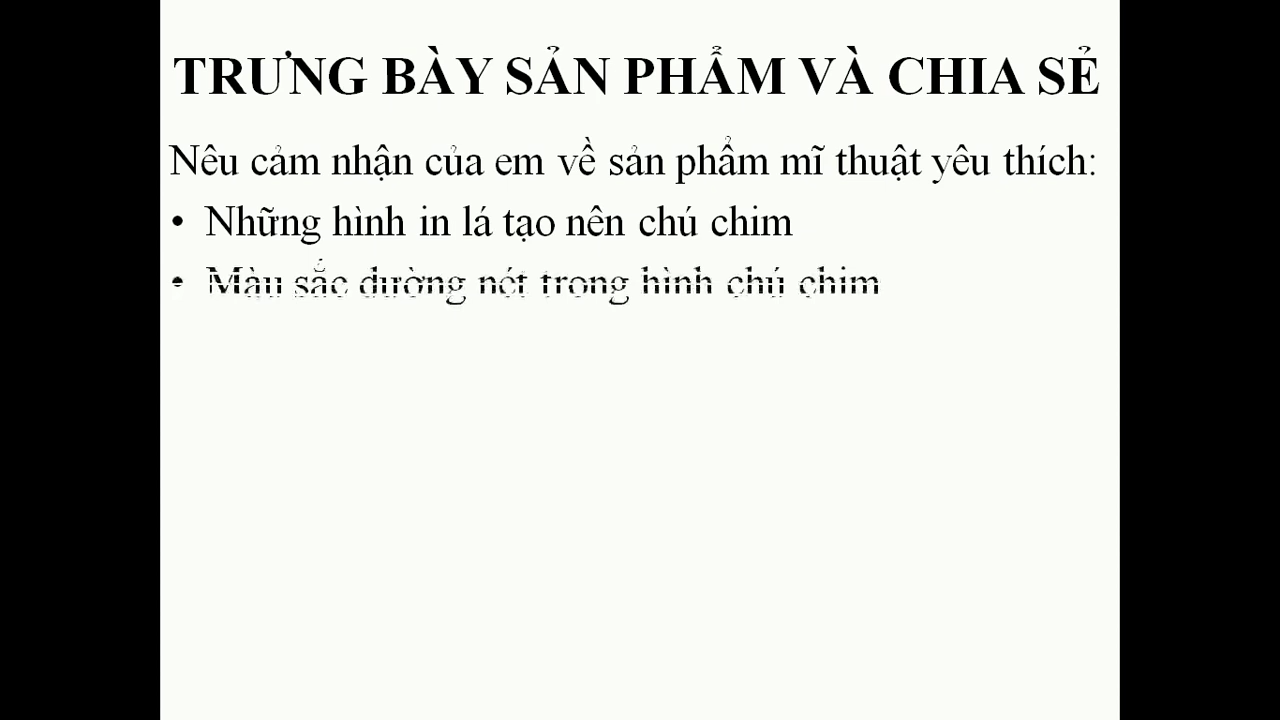 TRƯNG BÀY SẢN PHẨM VÀ CHIA SẺ
Nêu cảm nhận của em về sản phẩm mĩ thuật yêu thích:
• Những hình in lá tạo nên chú chim
• Màu sắc đường nét trong hình chú chim